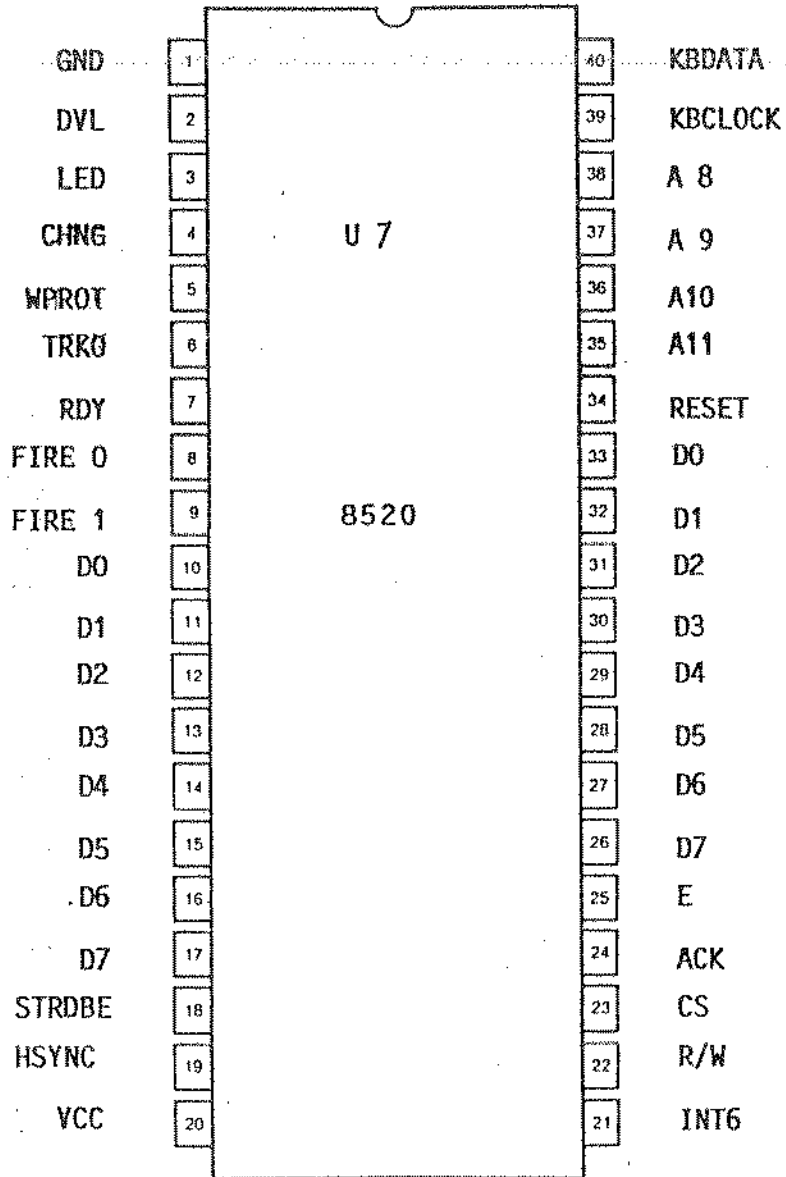 GND 1 40 KBDATA
DVL 2 39 KBCLOCK
LED 3 38 A 8
CHNG 4 U 7 37 A 9
WPROT 5 36 A10
TRK0 6 35 A11
RDY 7 34 RESET
FIRE 0 8 33 D0
FIRE 1 9 8520 32 D1
D0 10 31 D2
D1 11 30 D3
D2 12 29 D4
D3 13 28 D5
D4 14 27 D6
D5 15 26 D7
D6 16 25 E
D7 17 24 ACK
STRDBE 18 23 CS
HSYNC 19 22 R/W
VCC 20 21 INT6